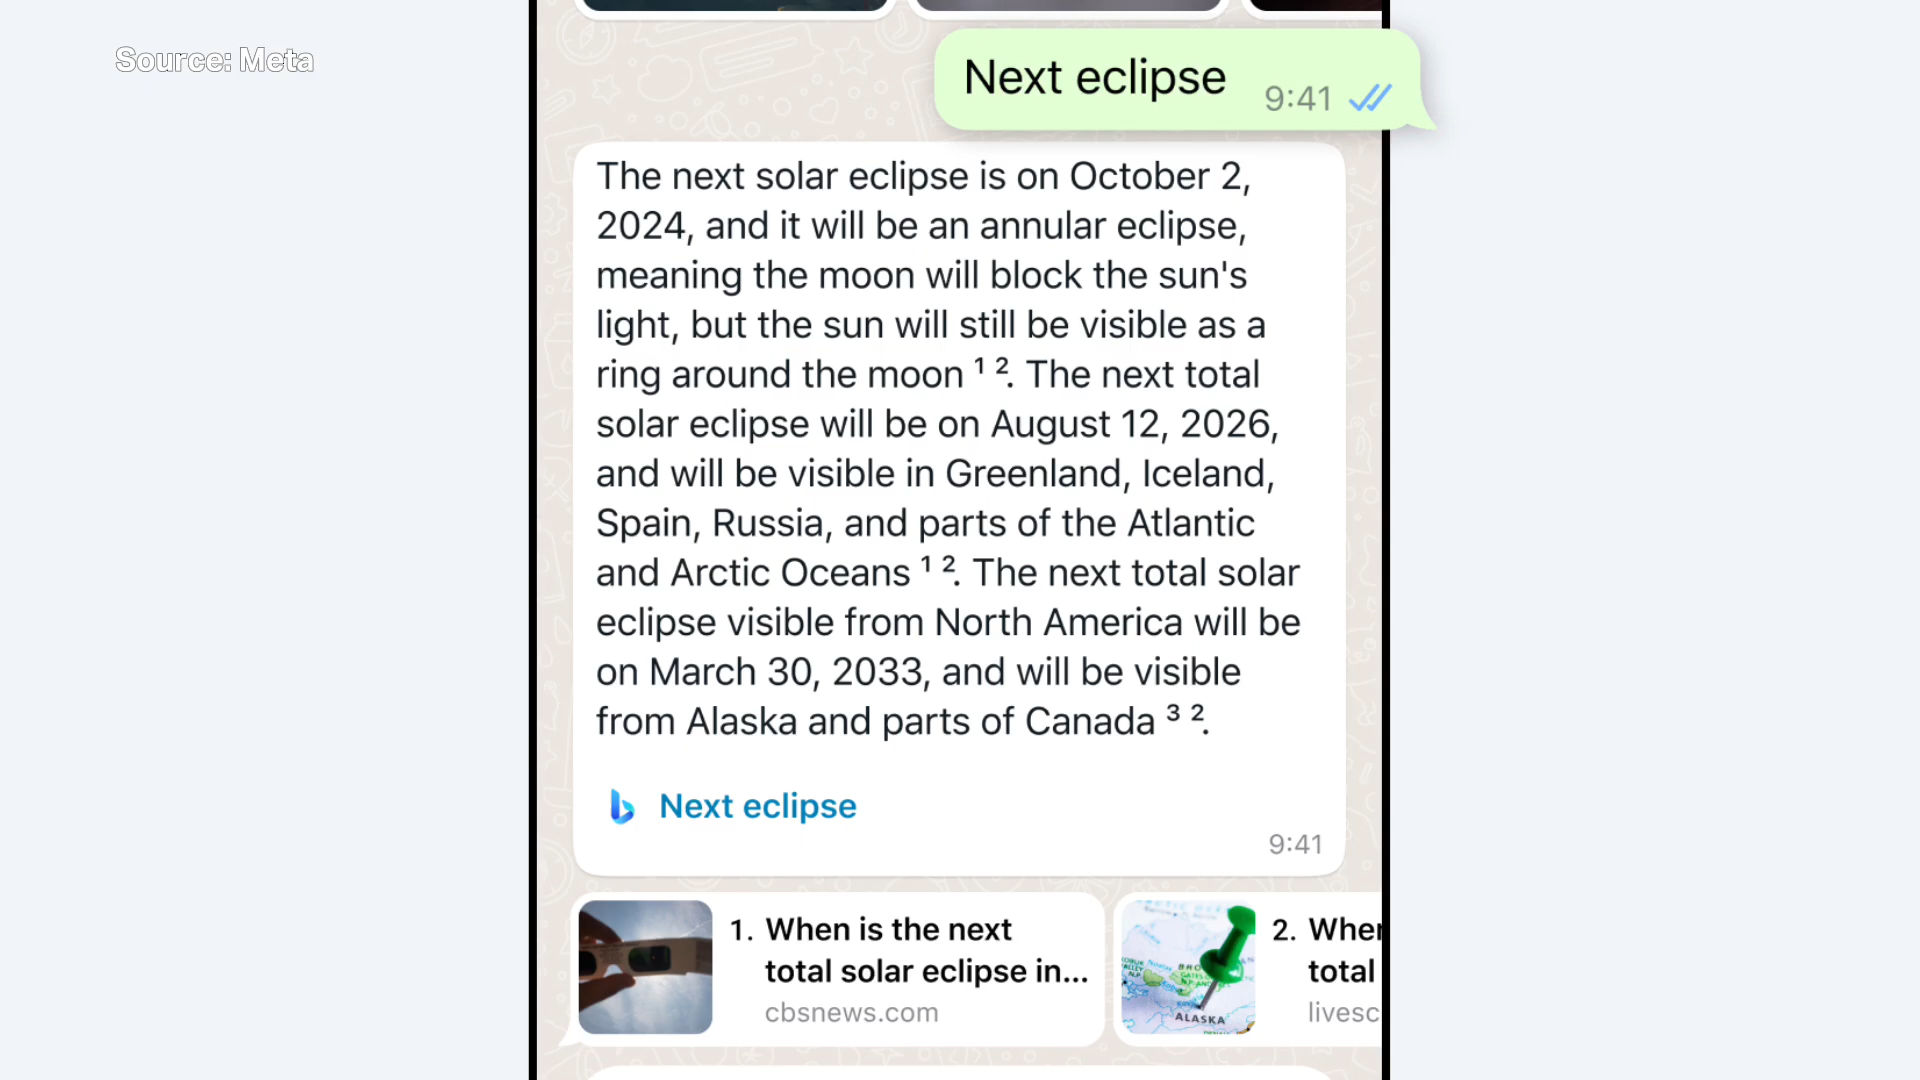 Source: Meta
Next eclipse
9:41
The next solar eclipse is on October 2,
2024, and it will be an annular eclipse,
meaning the moon will block the sun's
light, but the sun will still be visible as a
ring around the moon ¹ ². The next total
solar eclipse will be on August 12, 2026,
and will be visible in Greenland, Iceland,
Spain, Russia, and parts of the Atlantic
and Arctic Oceans ¹ ². The next total solar
eclipse visible from North America will be
on March 30, 2033, and will be visible
from Alaska and parts of Canada ³ ².
Next eclipse
9:41
1. When is the next
total solar eclipse in...
cbsnews.com
ALASKA
2. When
total
livesc